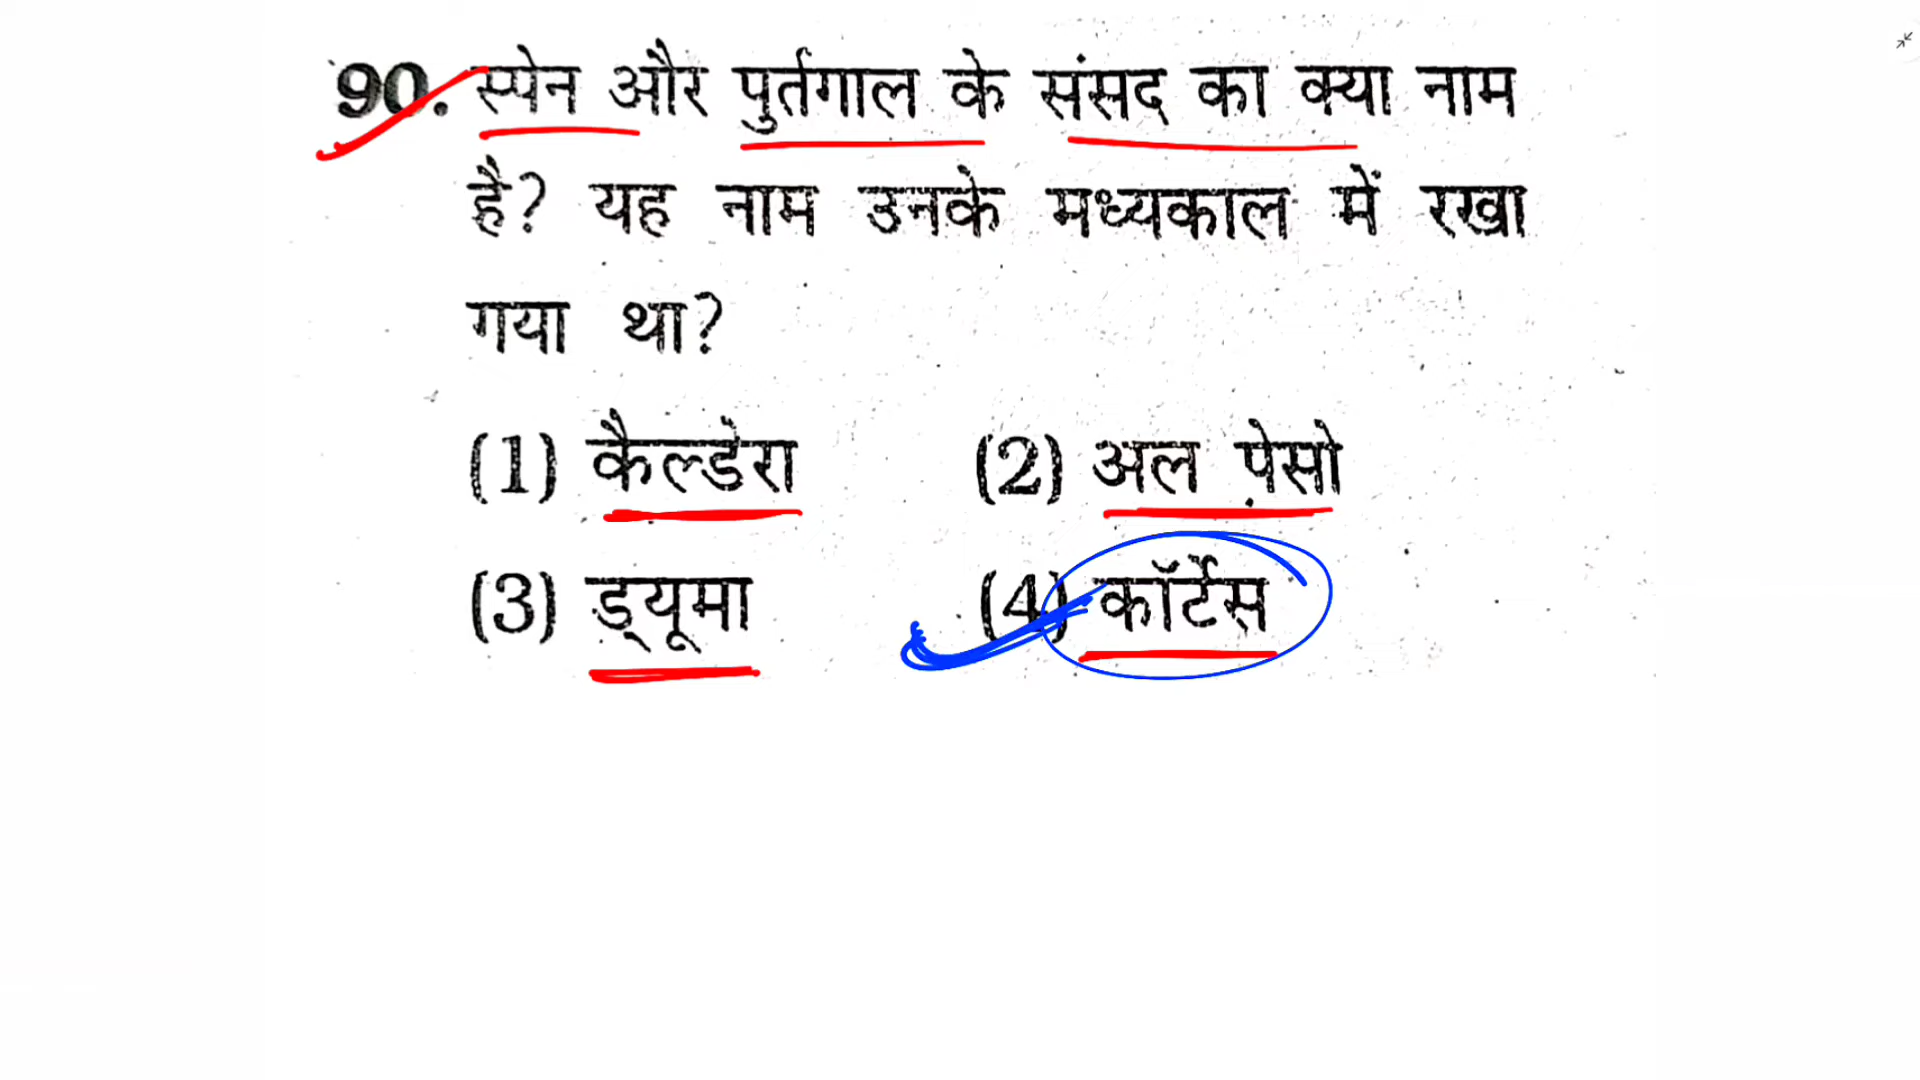 90. स्पेन और पुर्तगाल के संसद का क्या नाम
है? यह नाम उनके मध्यकाल में रखा
गया था?
(1) कैल्डेरा (2) अल पेसो
(3) ड्यूमा (4) कॉर्टेस